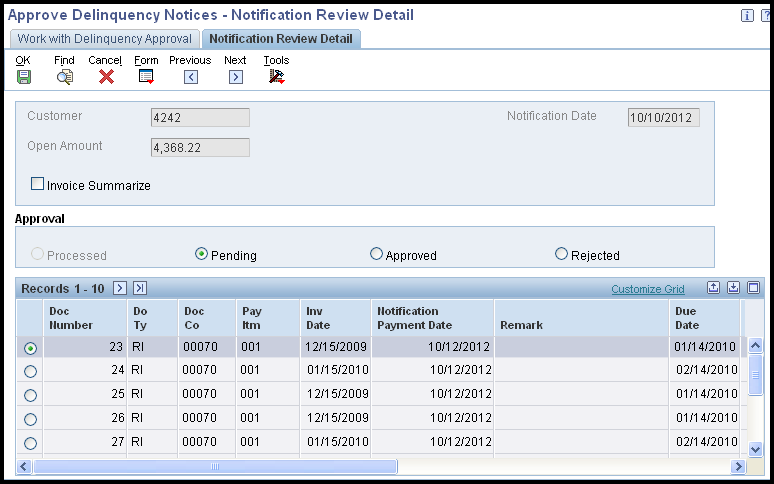 Approve Delinquency Notices - Notification Review Detail
Work with Delinquency Approval Notification Review Detail
OK Find Cancel Form Previous Next Tools
Customer 4242 Notification Date 10/10/2012
Open Amount 4,368.22
Invoice Summarize
Approval
Processed Pending Approved Rejected
Records 1 - 10 Customize Grid
Doc Number Do Ty Doc Co Pay Itm Inv Date Notification Payment Date Remark Due Date
23 RI 00070 001 12/15/2009 10/12/2012 01/14/2010
24 RI 00070 001 01/15/2010 10/12/2012 02/14/2010
25 RI 00070 001 12/15/2009 10/12/2012 01/14/2010
26 RI 00070 001 12/15/2009 10/12/2012 01/14/2010
27 RI 00070 001 01/15/2010 10/12/2012 02/14/2010